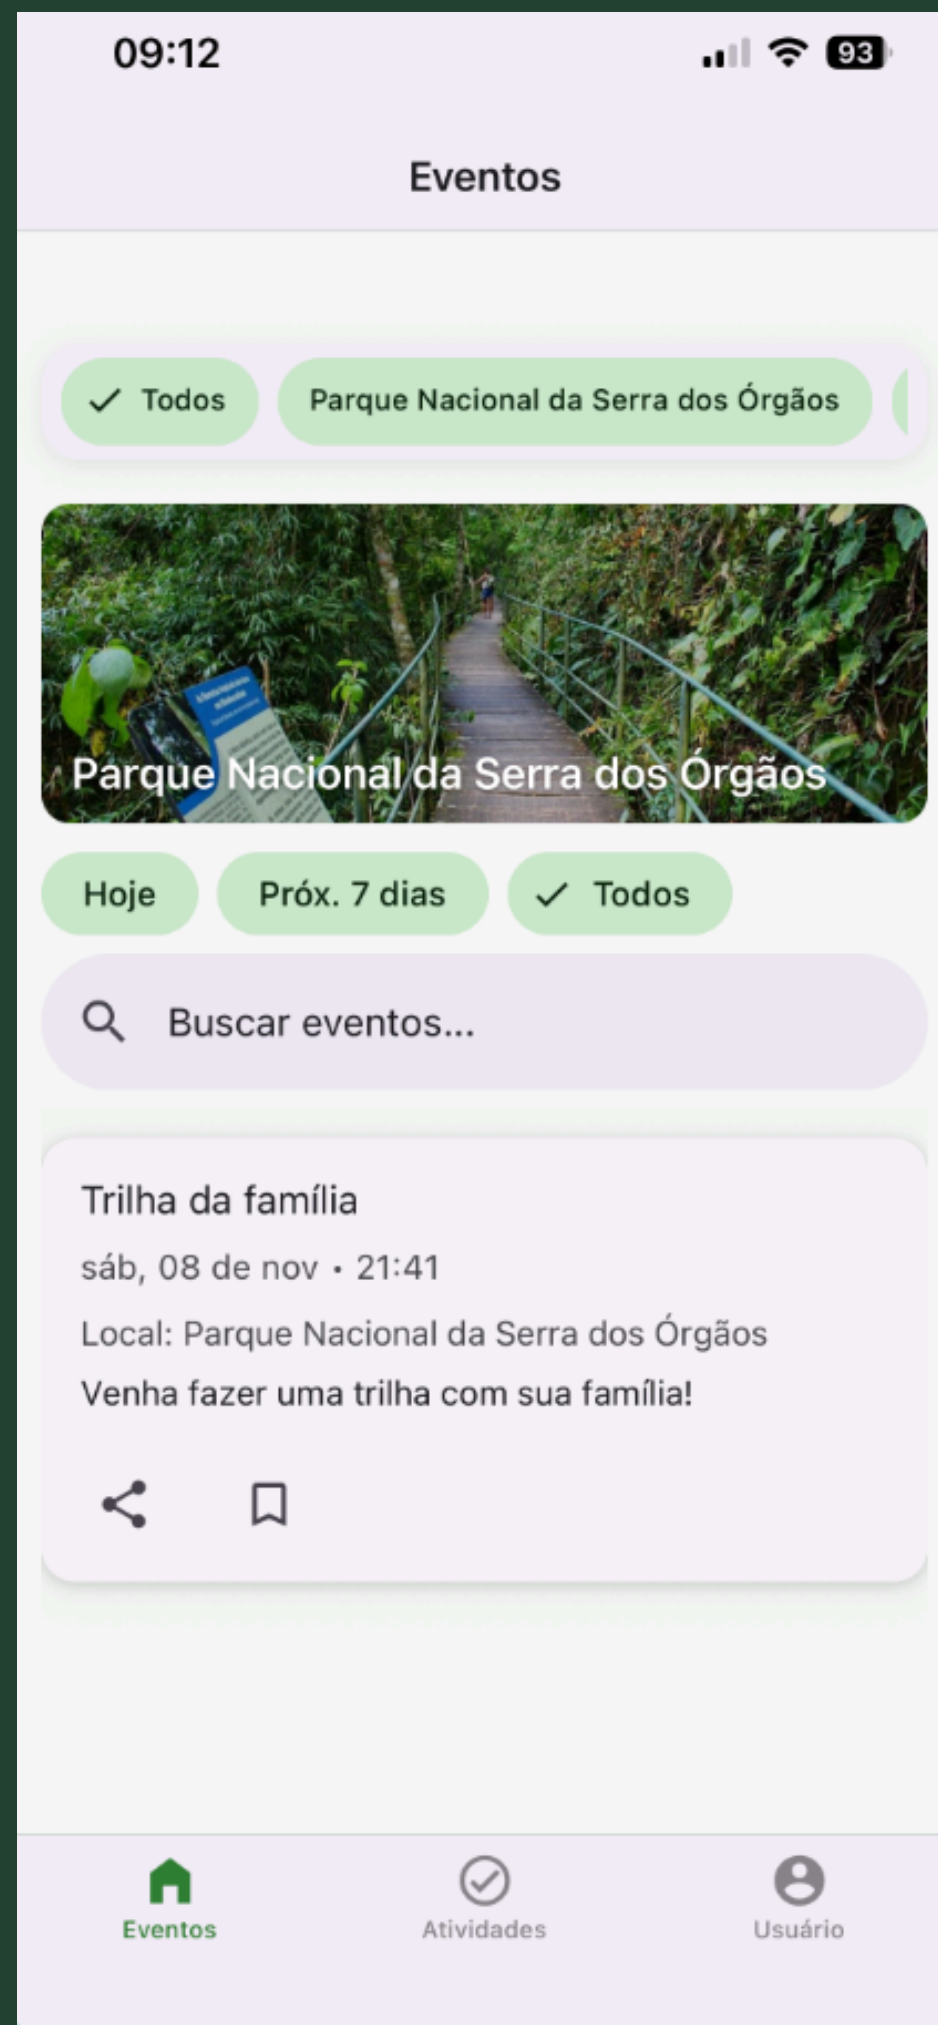 09:12
93
Eventos
Todos
Parque Nacional da Serra dos Órgãos
Parque Nacional da Serra dos Órgãos
Hoje
Próx. 7 dias
Todos
Buscar eventos...
Trilha da família
sáb, 08 de nov • 21:41
Local: Parque Nacional da Serra dos Órgãos
Venha fazer uma trilha com sua família!
Eventos
Atividades
Usuário